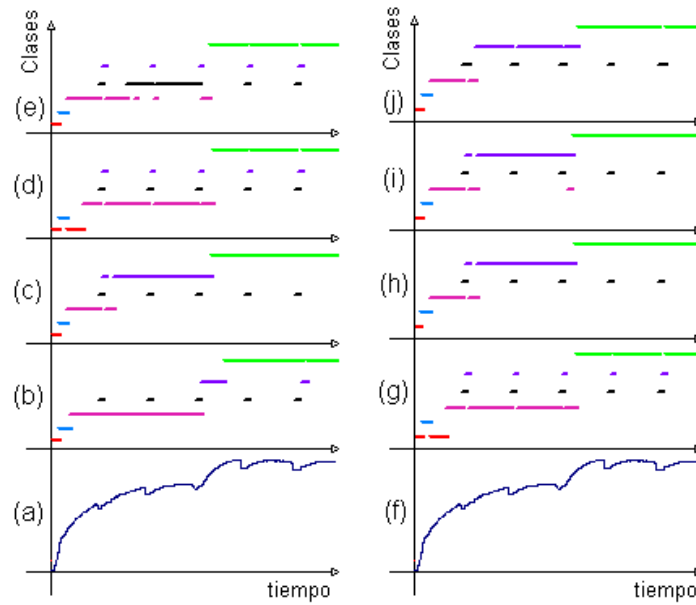 Clases
(e)
(d)
(c)
(b)
(a)
tiempo
Clases
(j)
(i)
(h)
(g)
(f)
tiempo